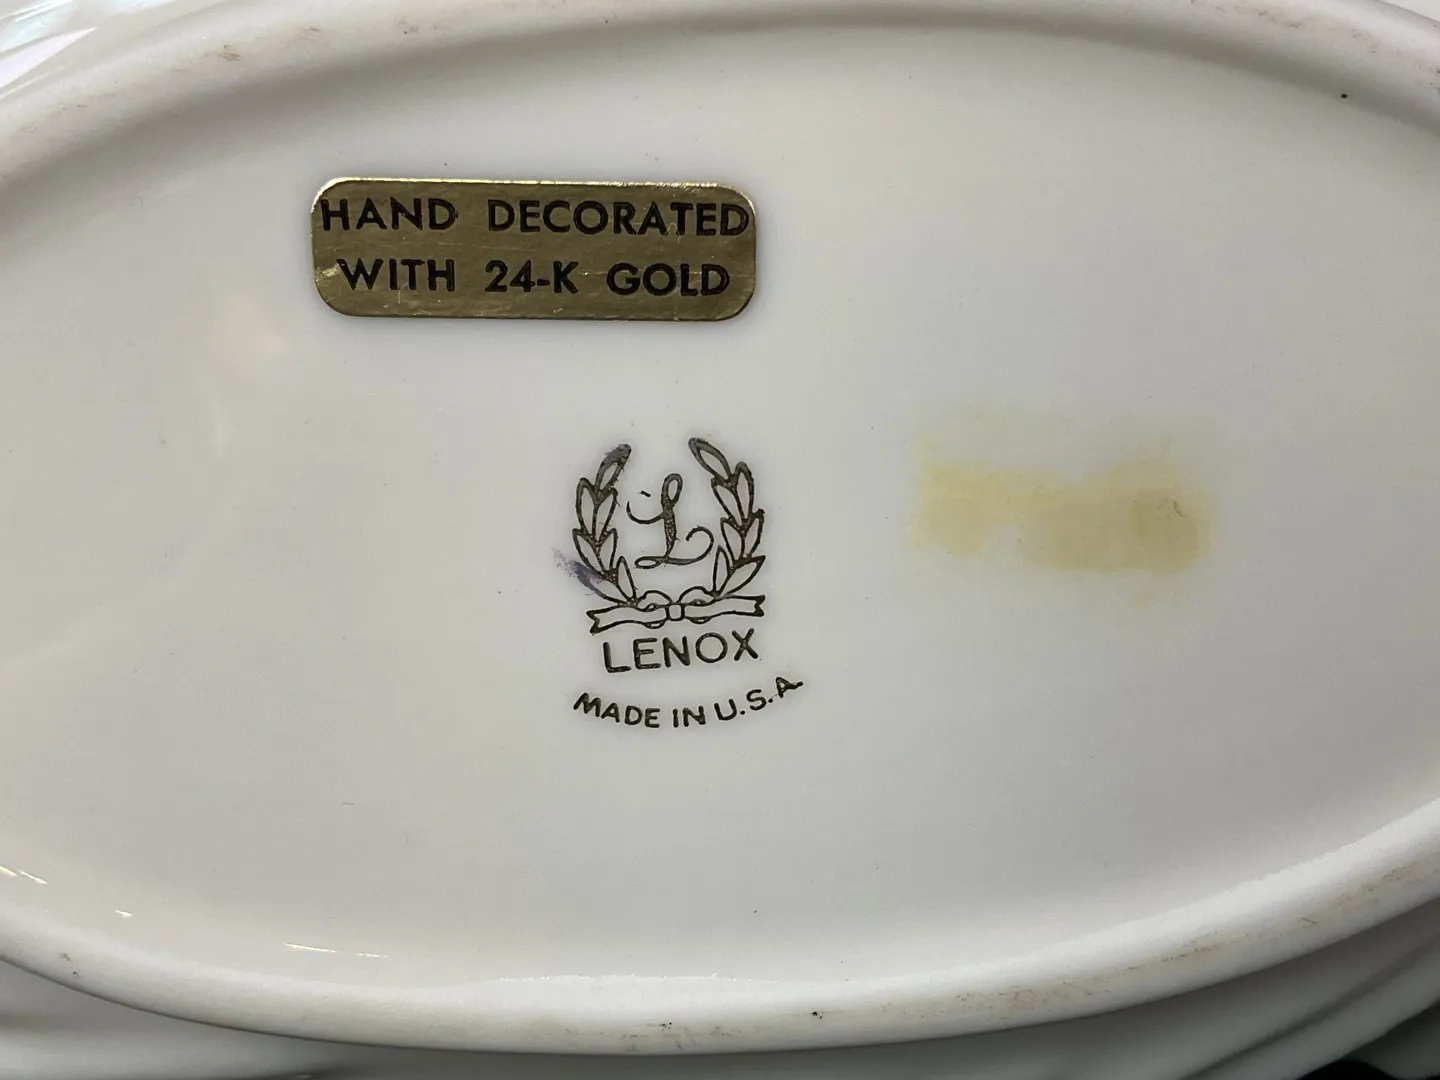 HAND DECORATED
WITH 24-K GOLD
L
LENOX
MADE IN U.S.A.